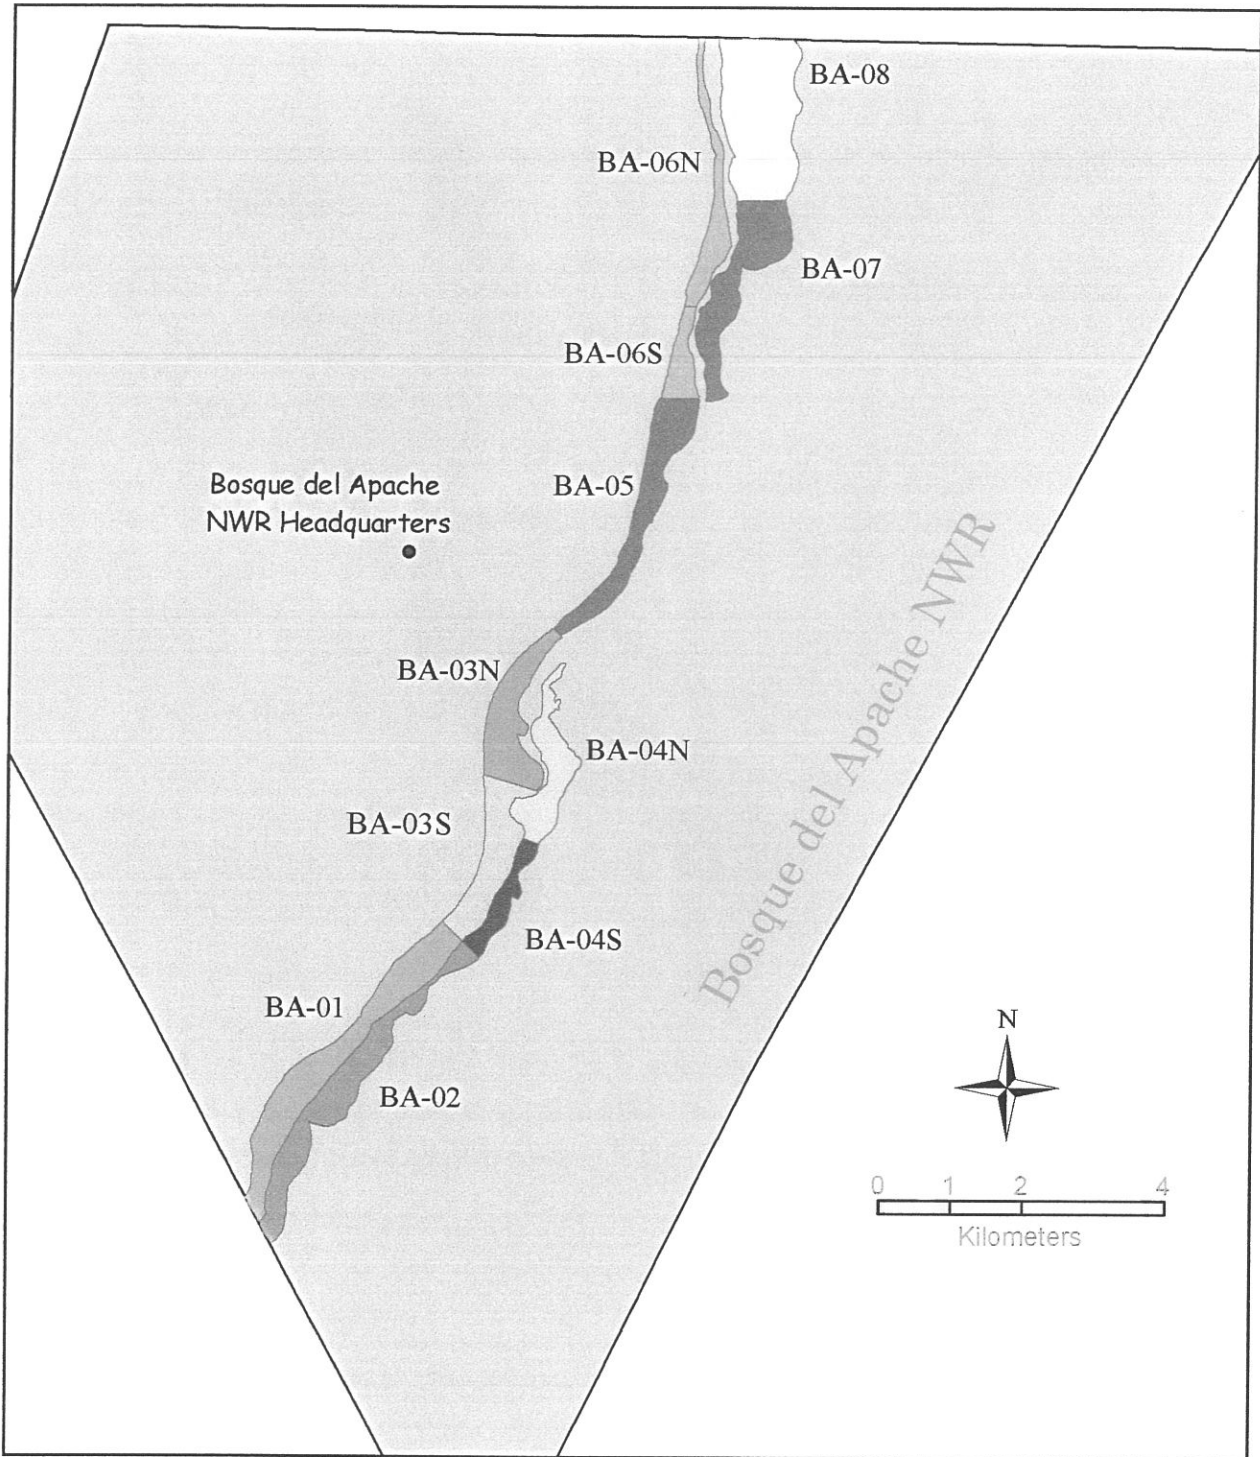 BA-08
BA-06N
BA-07
BA-06S
Bosque del Apache
NWR Headquarters
BA-05
BA-03N
BA-04N
BA-03S
Bosque del Apache NWR
BA-04S
BA-01
BA-02
N
0 1 2 4
Kilometers